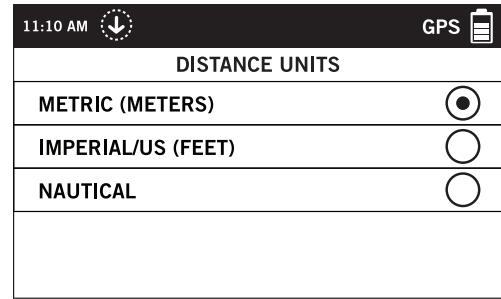 11:10 AM GPS
DISTANCE UNITS
METRIC (METERS)
IMPERIAL/US (FEET)
NAUTICAL